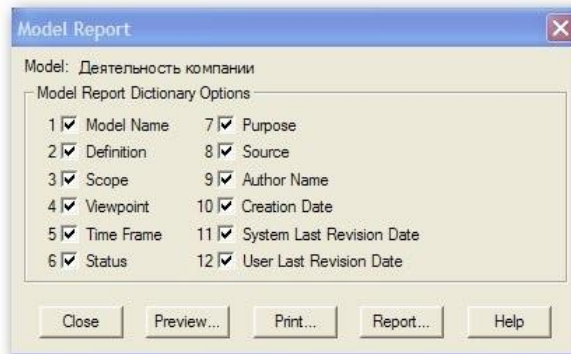 Model Report
Model: Деятельность компании
Model Report Dictionary Options
1 Model Name 7 Purpose
2 Definition 8 Source
3 Scope 9 Author Name
4 Viewpoint 10 Creation Date
5 Time Frame 11 System Last Revision Date
6 Status 12 User Last Revision Date
Close Preview... Print... Report... Help